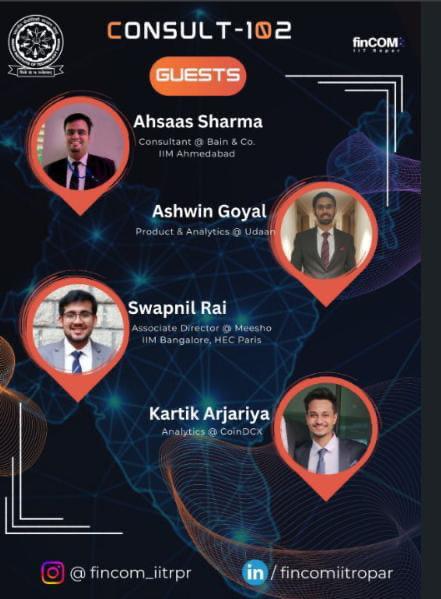 CONSULT-102
finCOM
IIT Ropar
GUESTS
Ahsaas Sharma
Consultant @ Bain & Co.
IIM Ahmedabad
Ashwin Goyal
Product & Analytics @ Udaan
Swapnil Rai
Associate Director @ Meesho
IIM Bangalore, HEC Paris
Kartik Arjariya
Analytics @ CoinDCX
@ fincom_iitrpr
in / fincomiitropar